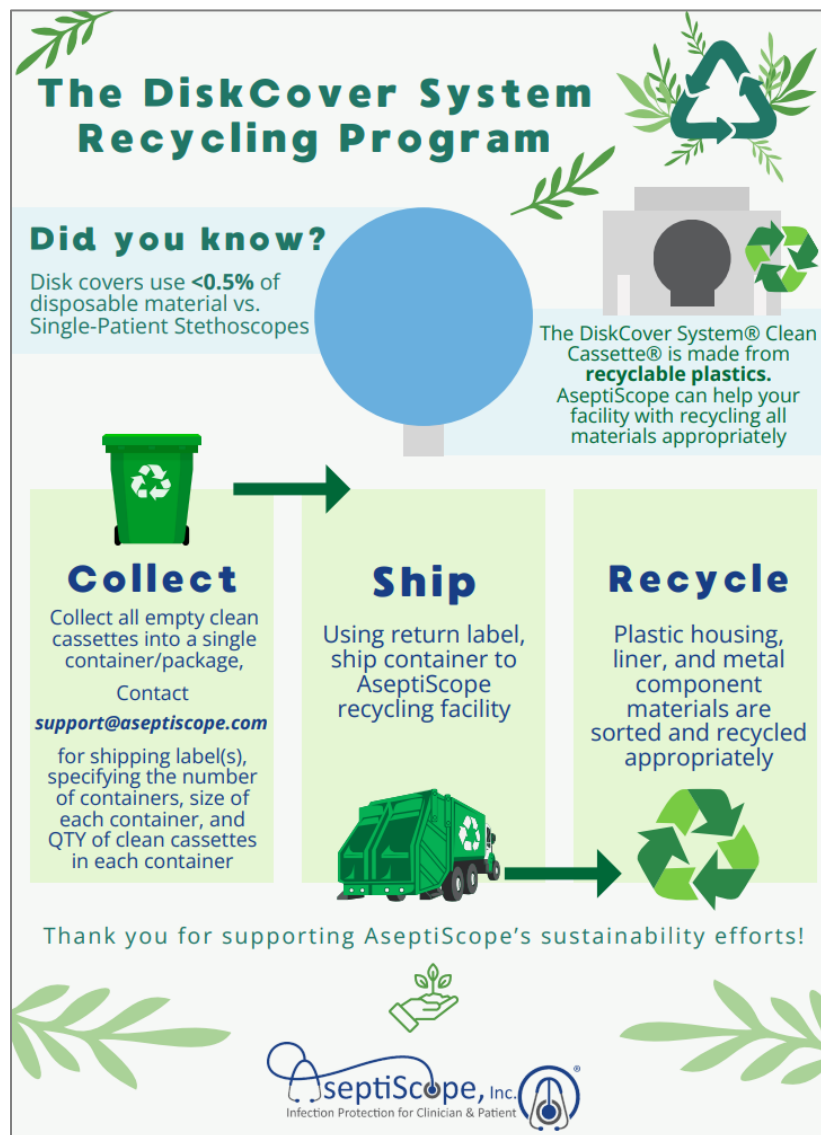 The DiskCover System
Recycling Program
Did you know?
Disk covers use <0.5% of
disposable material vs.
Single-Patient Stethoscopes
The DiskCover System® Clean
Cassette® is made from
recyclable plastics.
AseptiScope can help your
facility with recycling all
materials appropriately
Collect
Collect all empty clean
cassettes into a single
container/package,
Contact
support@aseptiscope.com
for shipping label(s),
specifying the number
of containers, size of
each container, and
QTY of clean cassettes
in each container
Ship
Using return label,
ship container to
AseptiScope
recycling facility
Recycle
Plastic housing,
liner, and metal
component
materials are
sorted and recycled
appropriately
Thank you for supporting AseptiScope's sustainability efforts!
AseptiScope, Inc.®
Infection Protection for Clinician & Patient